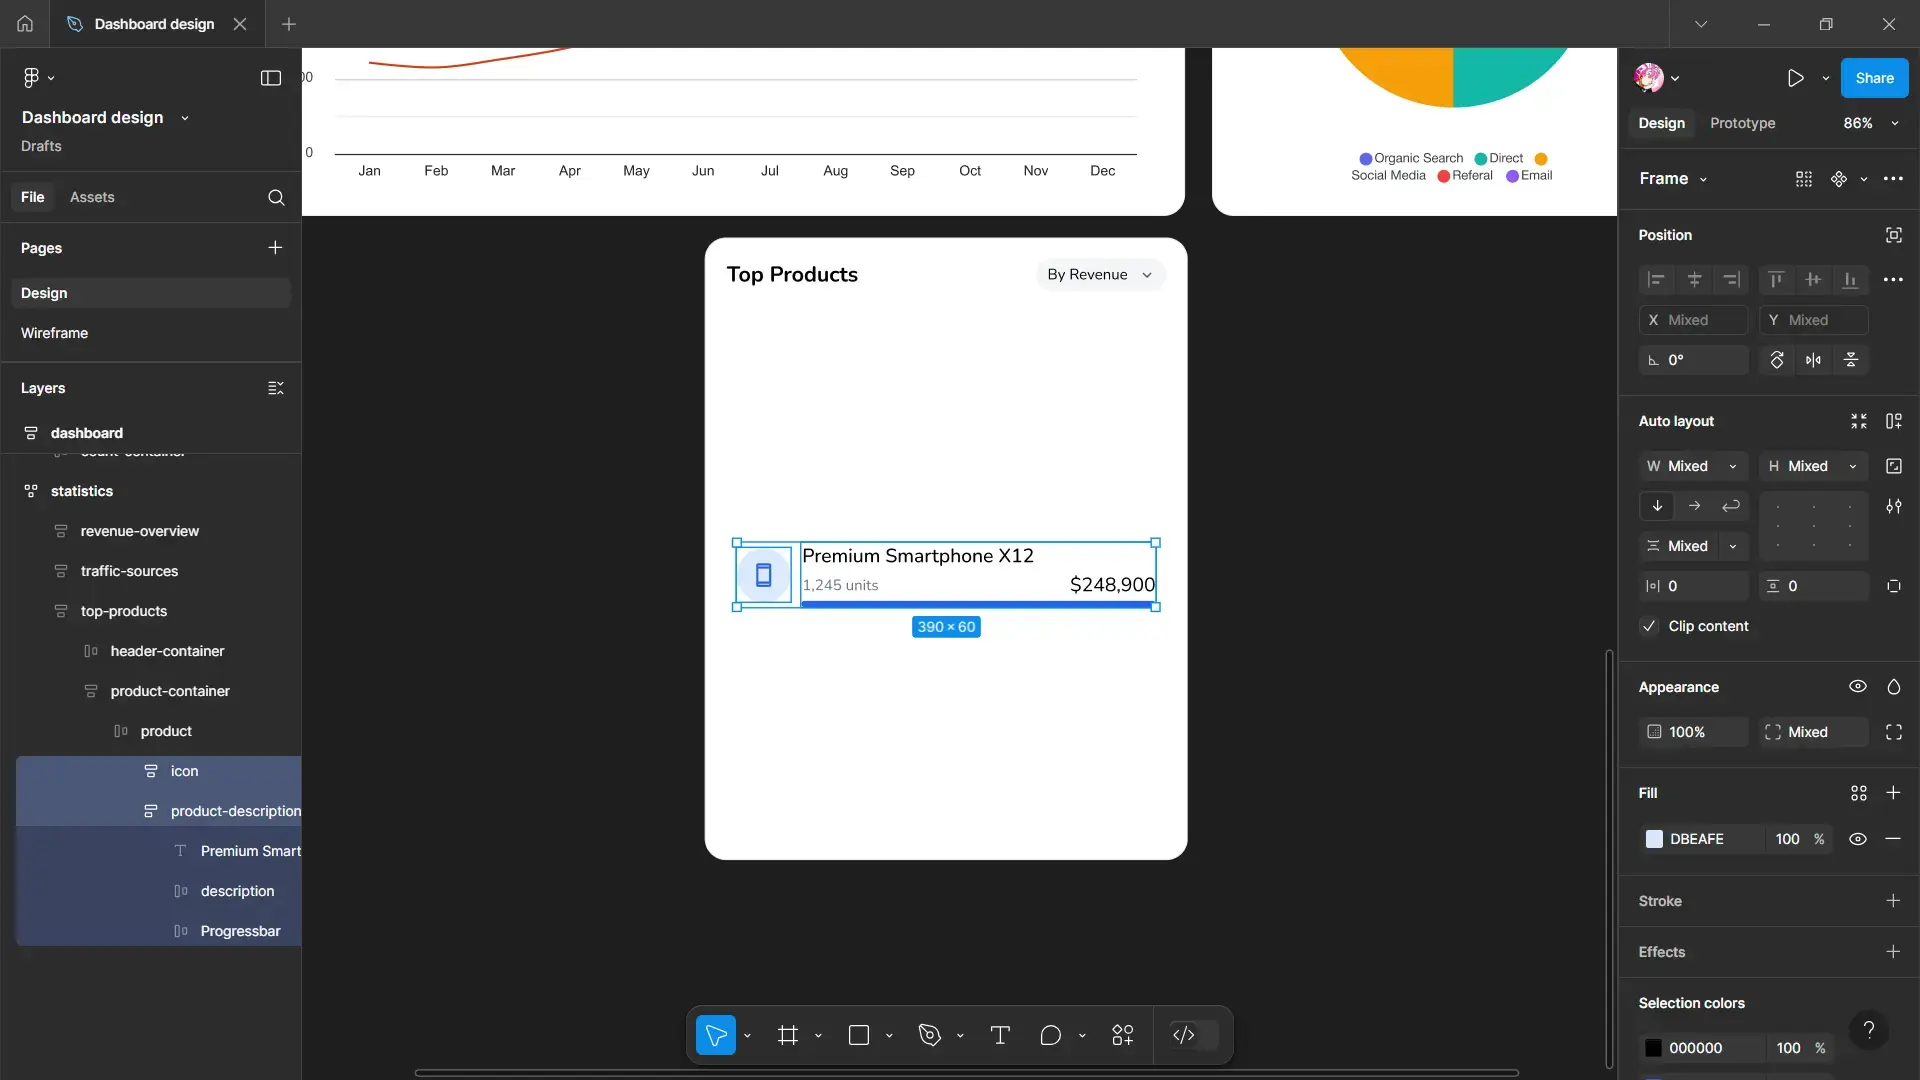 Dashboard design
Dashboard design
Drafts
File
Assets
Pages
Design
Wireframe
Layers
dashboard
count-container
statistics
revenue-overview
traffic-sources
top-products
header-container
product-container
product
icon
product-description
Premium Smart
description
Progressbar
00
0
Jan
Feb
Mar
Apr
May
Jun
Jul
Aug
Sep
Oct
Nov
Dec
Organic Search
Direct
Social Media
Referal
Email
Top Products
By Revenue
Premium Smartphone X12
1,245 units
$248,900
390 × 60
Share
Design
Prototype
86%
Frame
Position
X Mixed
Y Mixed
0°
Auto layout
W Mixed
H Mixed
Mixed
0
0
Clip content
Appearance
100%
Mixed
Fill
DBEAFE
100 %
Stroke
Effects
Selection colors
000000
100 %
?